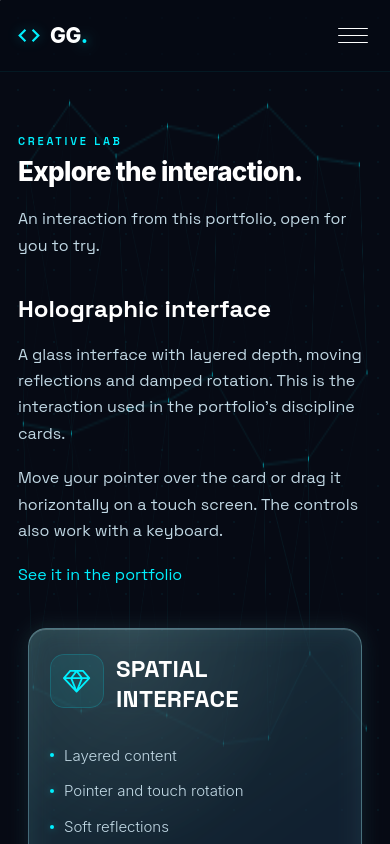 GG.
CREATIVE LAB
Explore the interaction.
An interaction from this portfolio, open for
you to try.
Holographic interface
A glass interface with layered depth, moving
reflections and damped rotation. This is the
interaction used in the portfolio's discipline
cards.
Move your pointer over the card or drag it
horizontally on a touch screen. The controls
also work with a keyboard.
See it in the portfolio
SPATIAL
INTERFACE
Layered content
Pointer and touch rotation
Soft reflections